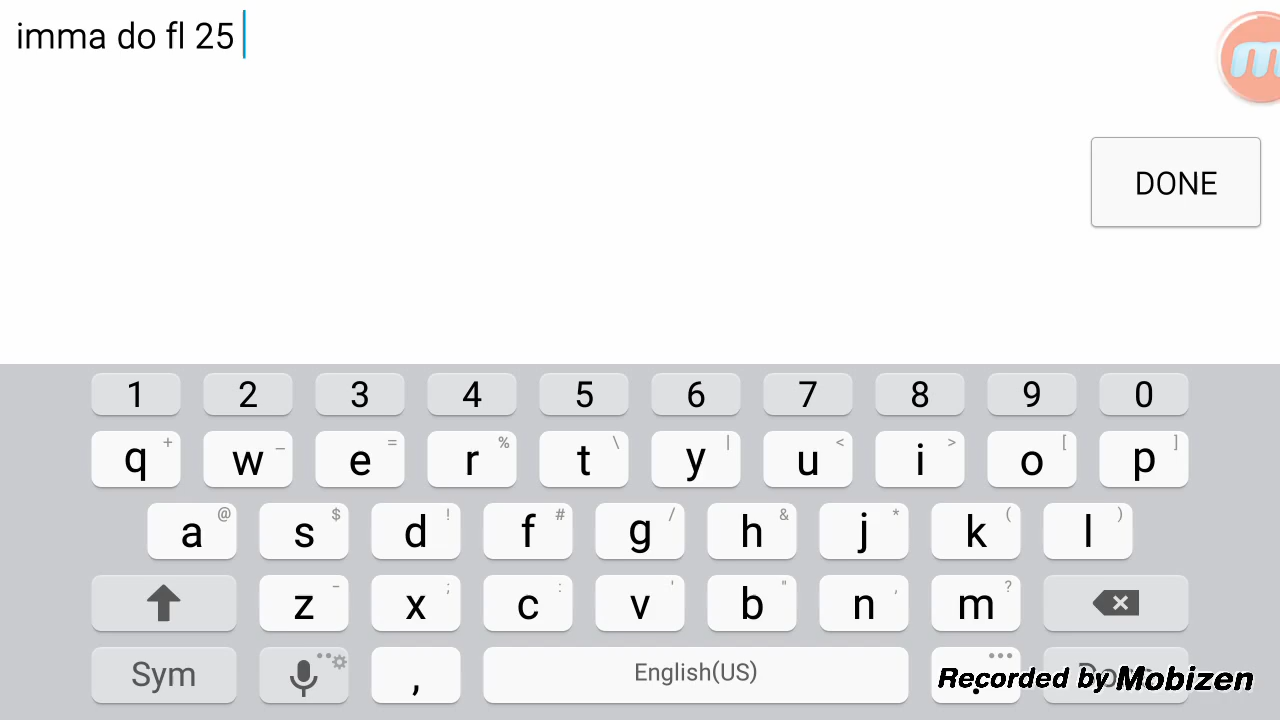 imma do fl 25
m
DONE
1 2 3 4 5 6 7 8 9 0
q + w _ e = r % t \ y | u < i > o [ p ]
a @ s $ d ! f # g / h & j * k ( l )
z - x ; c : v ' b " n , m ?
Sym , English(US) . Done
Recorded by Mobizen